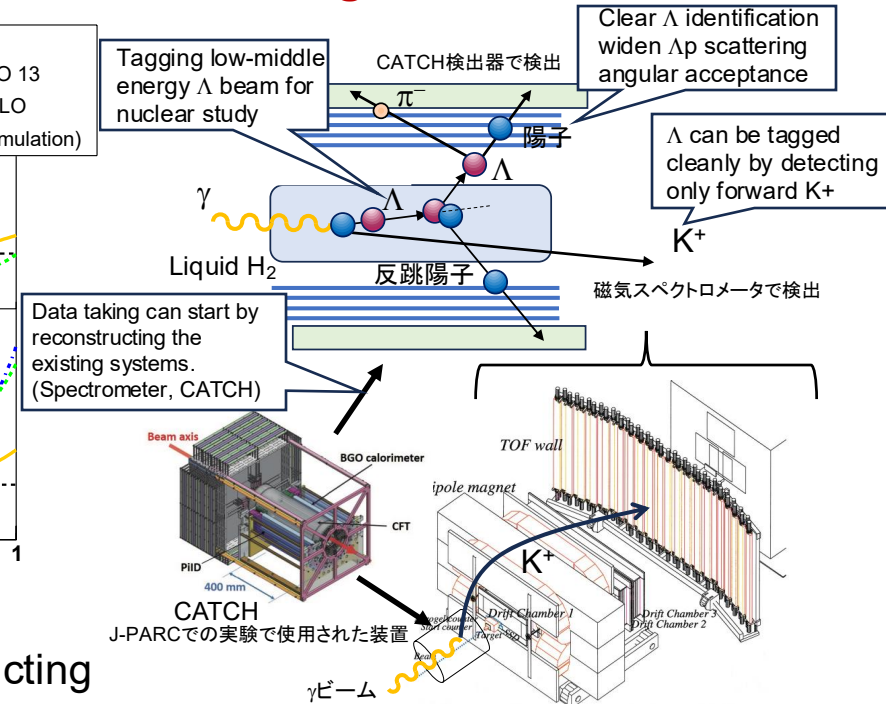 O 13
LO
mulation)
1
cting
Tagging low-middle
energy Λ beam for
nuclear study
CATCH検出器で検出
Clear Λ identification
widen Λp scattering
angular acceptance
Λ can be tagged
cleanly by detecting
only forward K+
π−
陽子
Λ
γ
Λ
K+
Liquid H2
反跳陽子
磁気スペクトロメータで検出
Data taking can start by
reconstructing the
existing systems.
(Spectrometer, CATCH)
Beam axis
BGO calorimeter
CFT
PiID
400 mm
CATCH
J-PARCでの実験で使用された装置
TOF wall
ipole magnet
K+
Drift Chamber 1
Drift Chamber 3
Drift Chamber 2
Start counter
Target
γビーム